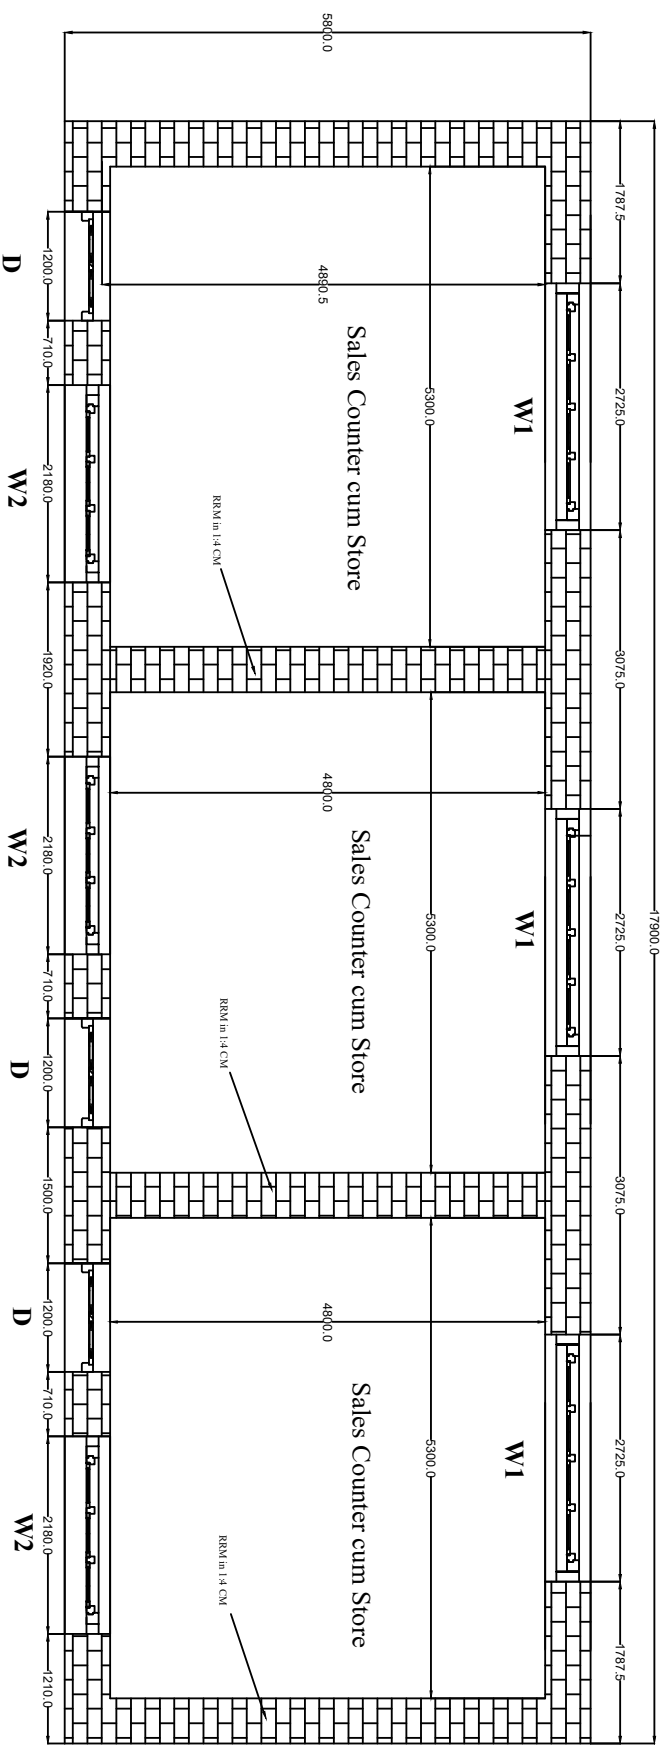 17900.0
1787.5
2725.0
3075.0
2725.0
3075.0
2725.0
1787.5
W1
W1
W1
5300.0
5300.0
5300.0
Sales Counter cum Store
Sales Counter cum Store
Sales Counter cum Store
5800.0
4890.5
4800.0
4800.0
RRM in 1:4 CM
RRM in 1:4 CM
RRM in 1:4 CM
1200.0
710.0
2180.0
1920.0
2180.0
710.0
1200.0
1500.0
1200.0
710.0
2180.0
1210.0
D
W2
W2
D
D
W2